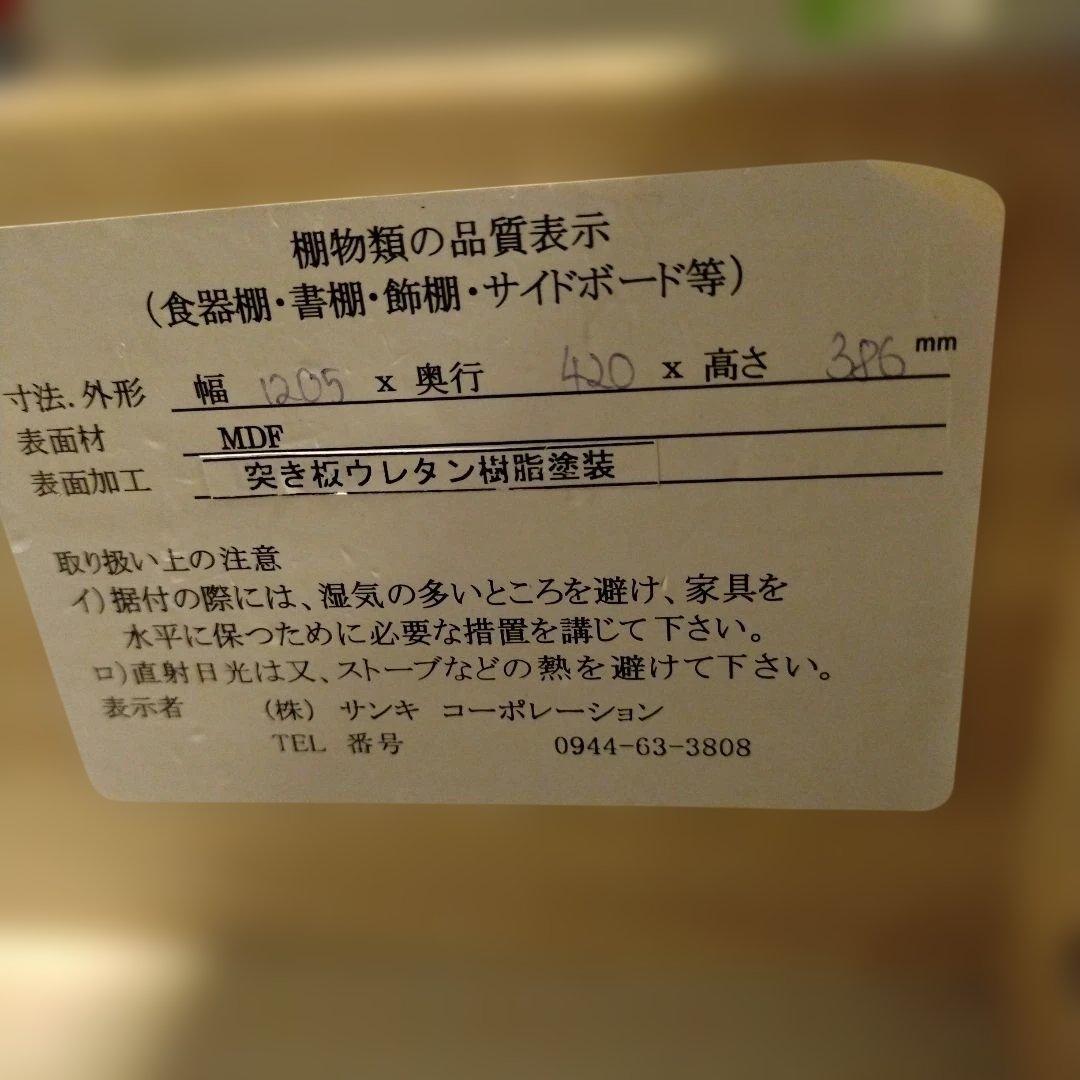 棚物類の品質表示
（食器棚・書棚・飾棚・サイドボード等）
寸法.外形 幅 1205 x 奥行 420 x 高さ 386 mm
表面材 MDF
表面加工 突き板ウレタン樹脂塗装
取り扱い上の注意
イ）据付の際には、湿気の多いところを避け、家具を
水平に保つために必要な措置を講じて下さい。
ロ）直射日光は又、ストーブなどの熱を避けて下さい。
表示者 （株） サンキ コーポレーション
TEL 番号 0944-63-3808